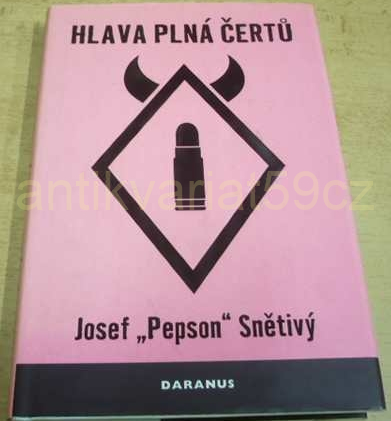 HLAVA PLNÁ ČERTŮ
antikvariat59cz
Josef „Pepson“ Snětivý
DARANUS